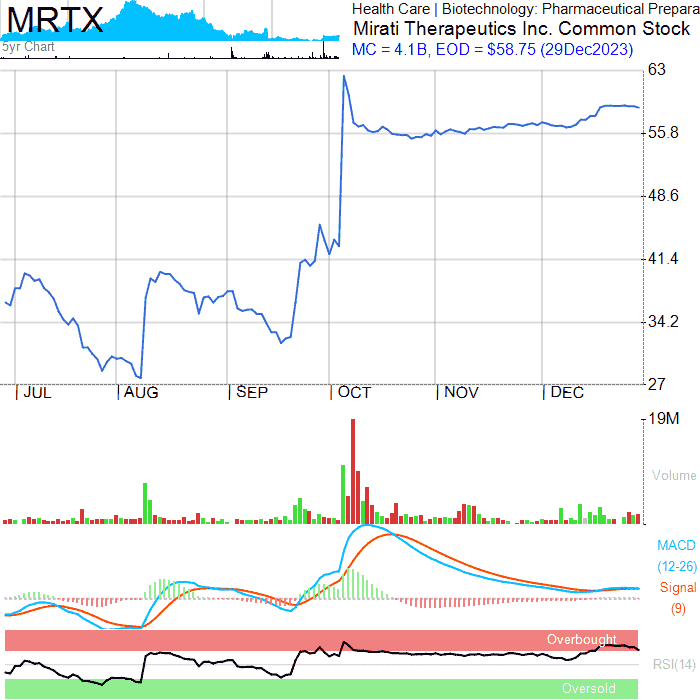 MRTX
5yr Chart
Health Care | Biotechnology: Pharmaceutical Prepara
Mirati Therapeutics Inc. Common Stock
MC = 4.1B, EOD = $58.75 (29Dec2023)
63
55.8
48.6
41.4
34.2
27
JUL AUG SEP OCT NOV DEC
19M
Volume
MACD
(12-26)
Signal
(9)
Overbought
RSI(14)
Oversold